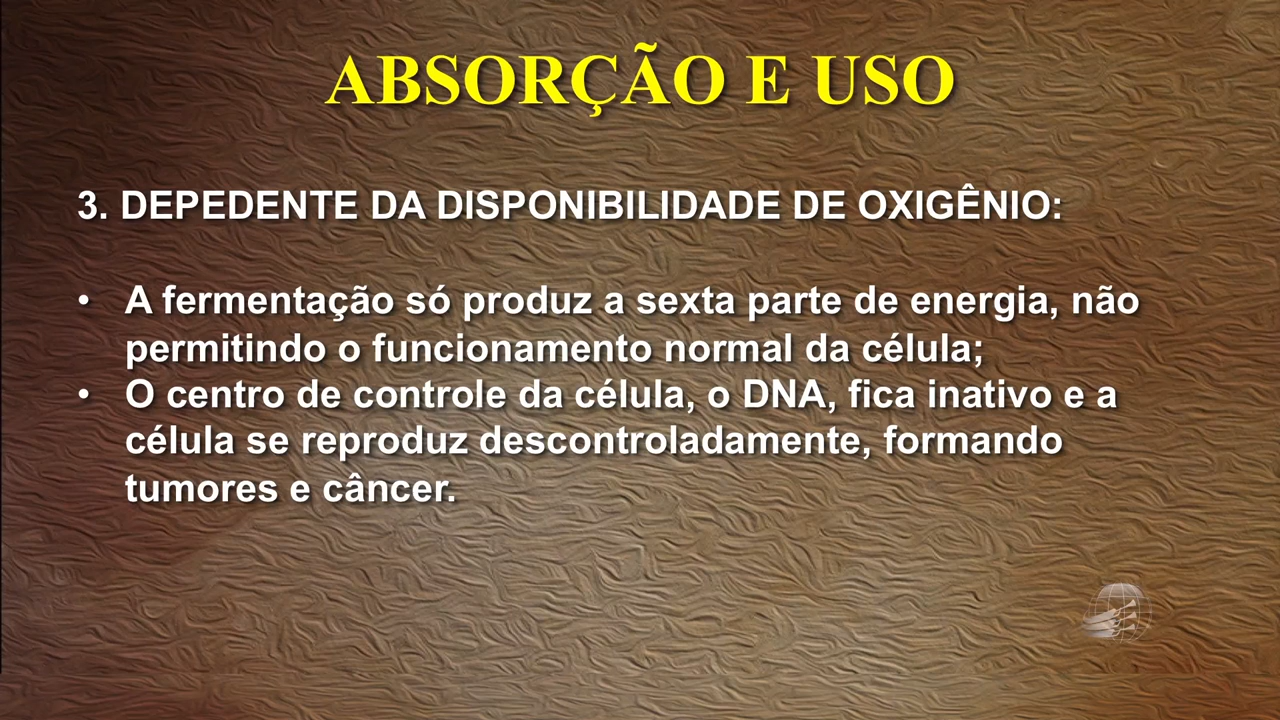 ABSORÇÃO E USO
3. DEPEDENTE DA DISPONIBILIDADE DE OXIGÊNIO:
• A fermentação só produz a sexta parte de energia, não
permitindo o funcionamento normal da célula;
• O centro de controle da célula, o DNA, fica inativo e a
célula se reproduz descontroladamente, formando
tumores e câncer.